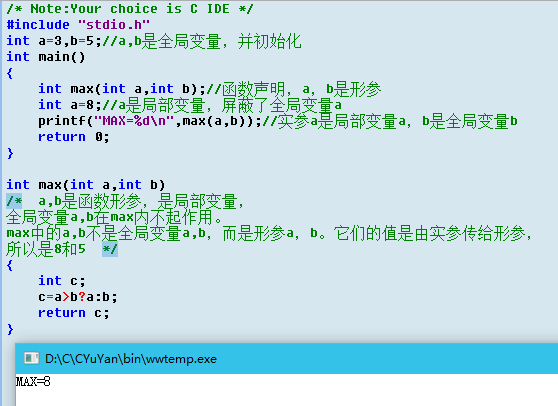 /* Note:Your choice is C IDE */
#include "stdio.h"
int a=3,b=5;//a,b是全局变量，并初始化
int main()
{
int max(int a,int b);//函数声明，a，b是形参
int a=8;//a是局部变量，屏蔽了全局变量a
printf("MAX=%d\n",max(a,b));//实参a是局部变量a，b是全局变量b
return 0;
}
int max(int a,int b)
/* a,b是函数形参，是局部变量，
全局变量a,b在max内不起作用。
max中的a,b不是全局变量a,b，而是形参a，b。它们的值是由实参传给形参，
所以是8和5 */
{
int c;
c=a>b?a:b;
return c;
}
D:\C\CYuYan\bin\wwtemp.exe
MAX=8